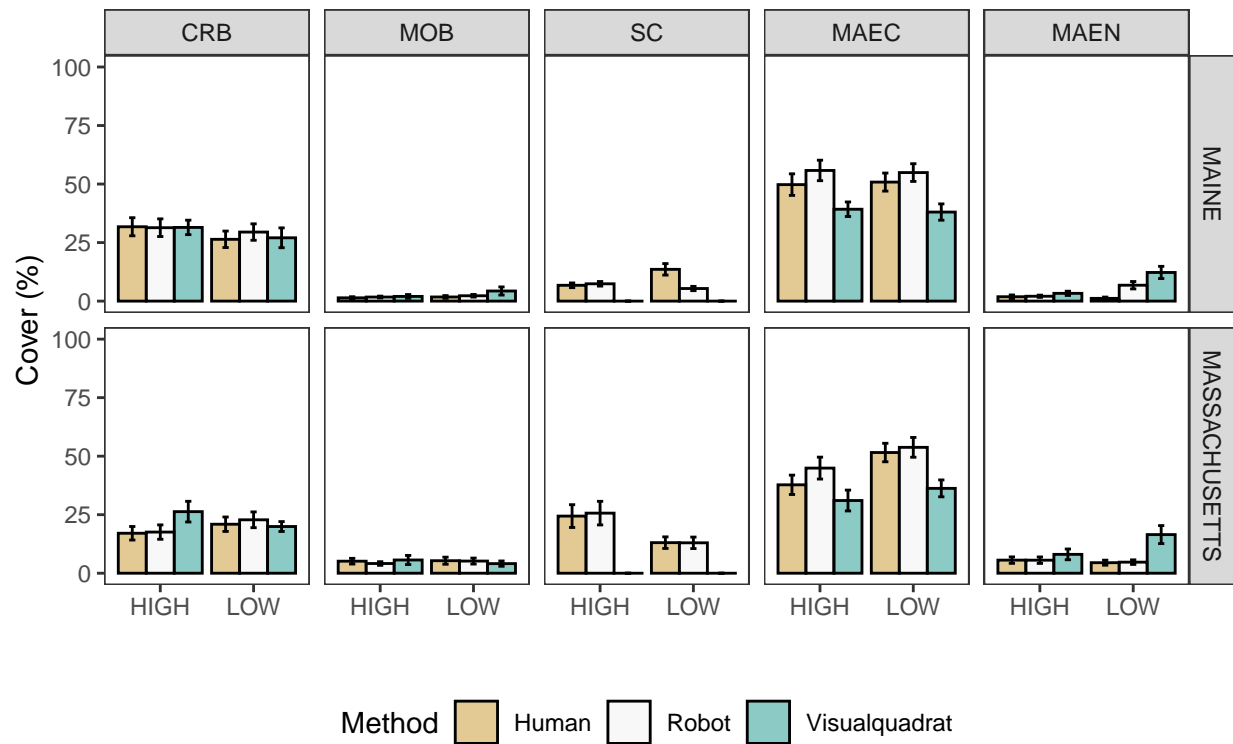 CRB MOB SC MAEC MAEN
100
75
50
25
0
MAINE
Cover (%)
100
75
50
25
0
MASSACHUSETTS
HIGH LOW HIGH LOW HIGH LOW HIGH LOW HIGH LOW
Method Human Robot Visualquadrat